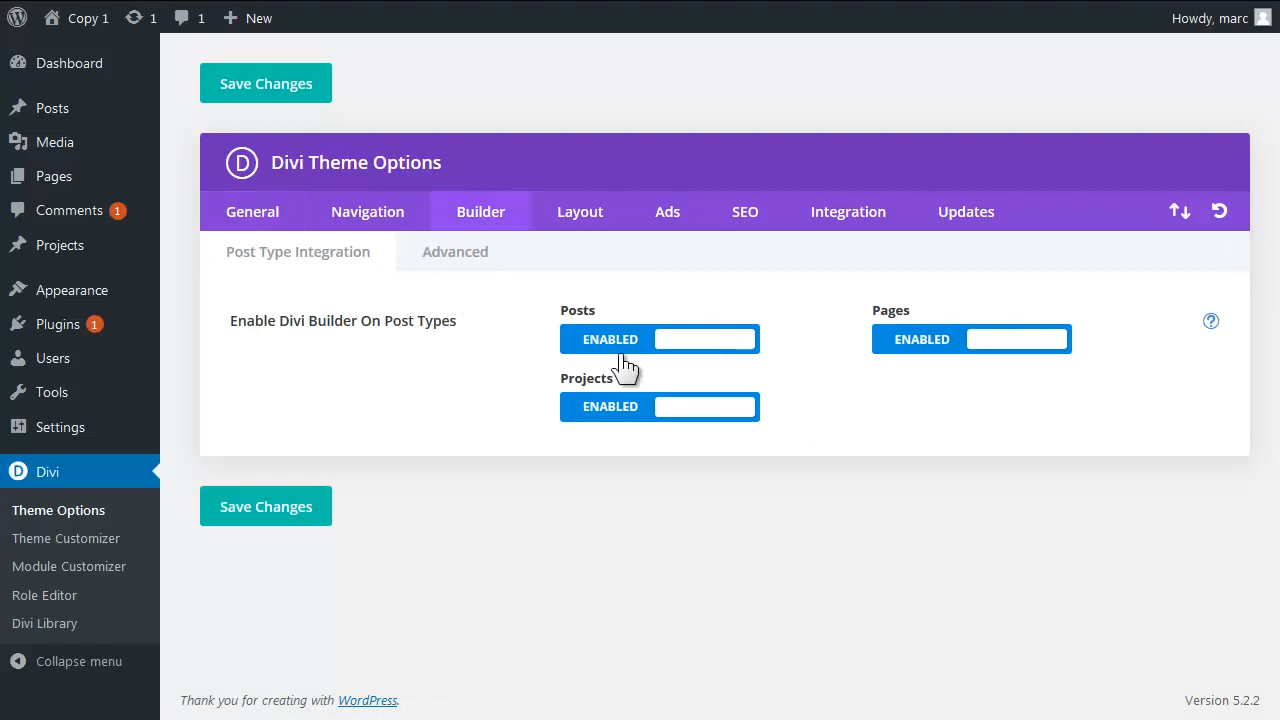 Copy 1
1
1
New
Howdy, marc
Dashboard
Posts
Media
Pages
Comments 1
Projects
Appearance
Plugins 1
Users
Tools
Settings
D Divi
Theme Options
Theme Customizer
Module Customizer
Role Editor
Divi Library
Collapse menu
Save Changes
D Divi Theme Options
General
Navigation
Builder
Layout
Ads
SEO
Integration
Updates
Post Type Integration
Advanced
Enable Divi Builder On Post Types
Posts
ENABLED
Pages
ENABLED
?
Projects
ENABLED
Save Changes
Thank you for creating with WordPress.
Version 5.2.2